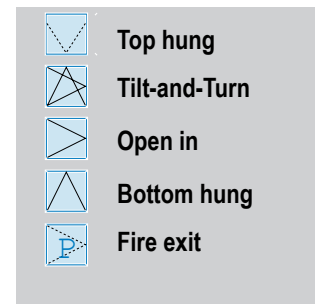 Top hung
Tilt-and-Turn
Open in
Bottom hung
P Fire exit